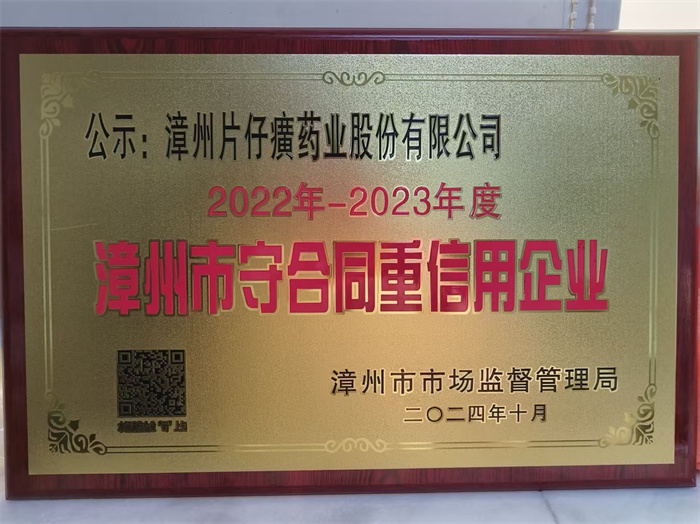 公示：漳州片仔癀药业股份有限公司
2022年-2023年度
漳州市守合同重信用企业
漳州市市场监督管理局
二〇二四年十月